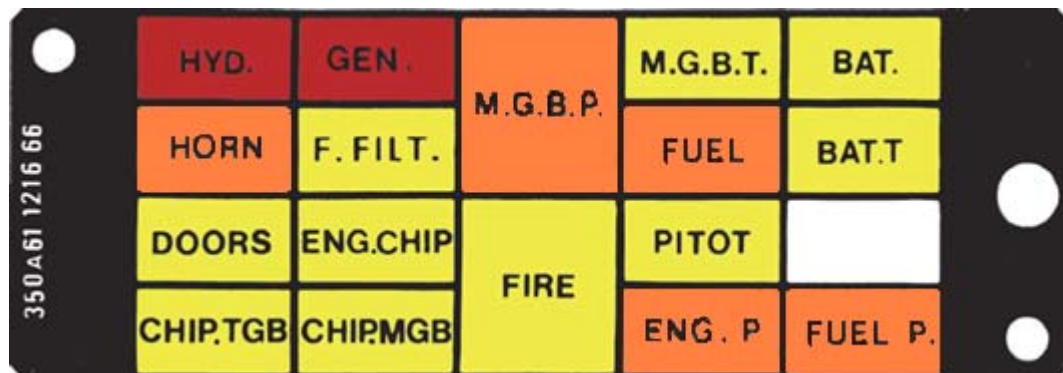 350A61 1216 66
HYD.
GEN.
M.G.B.P.
M.G.B.T.
BAT.
HORN
F.FILT.
FUEL
BAT.T
DOORS
ENG.CHIP
FIRE
PITOT
CHIP.TGB
CHIP.MGB
ENG. P
FUEL P.